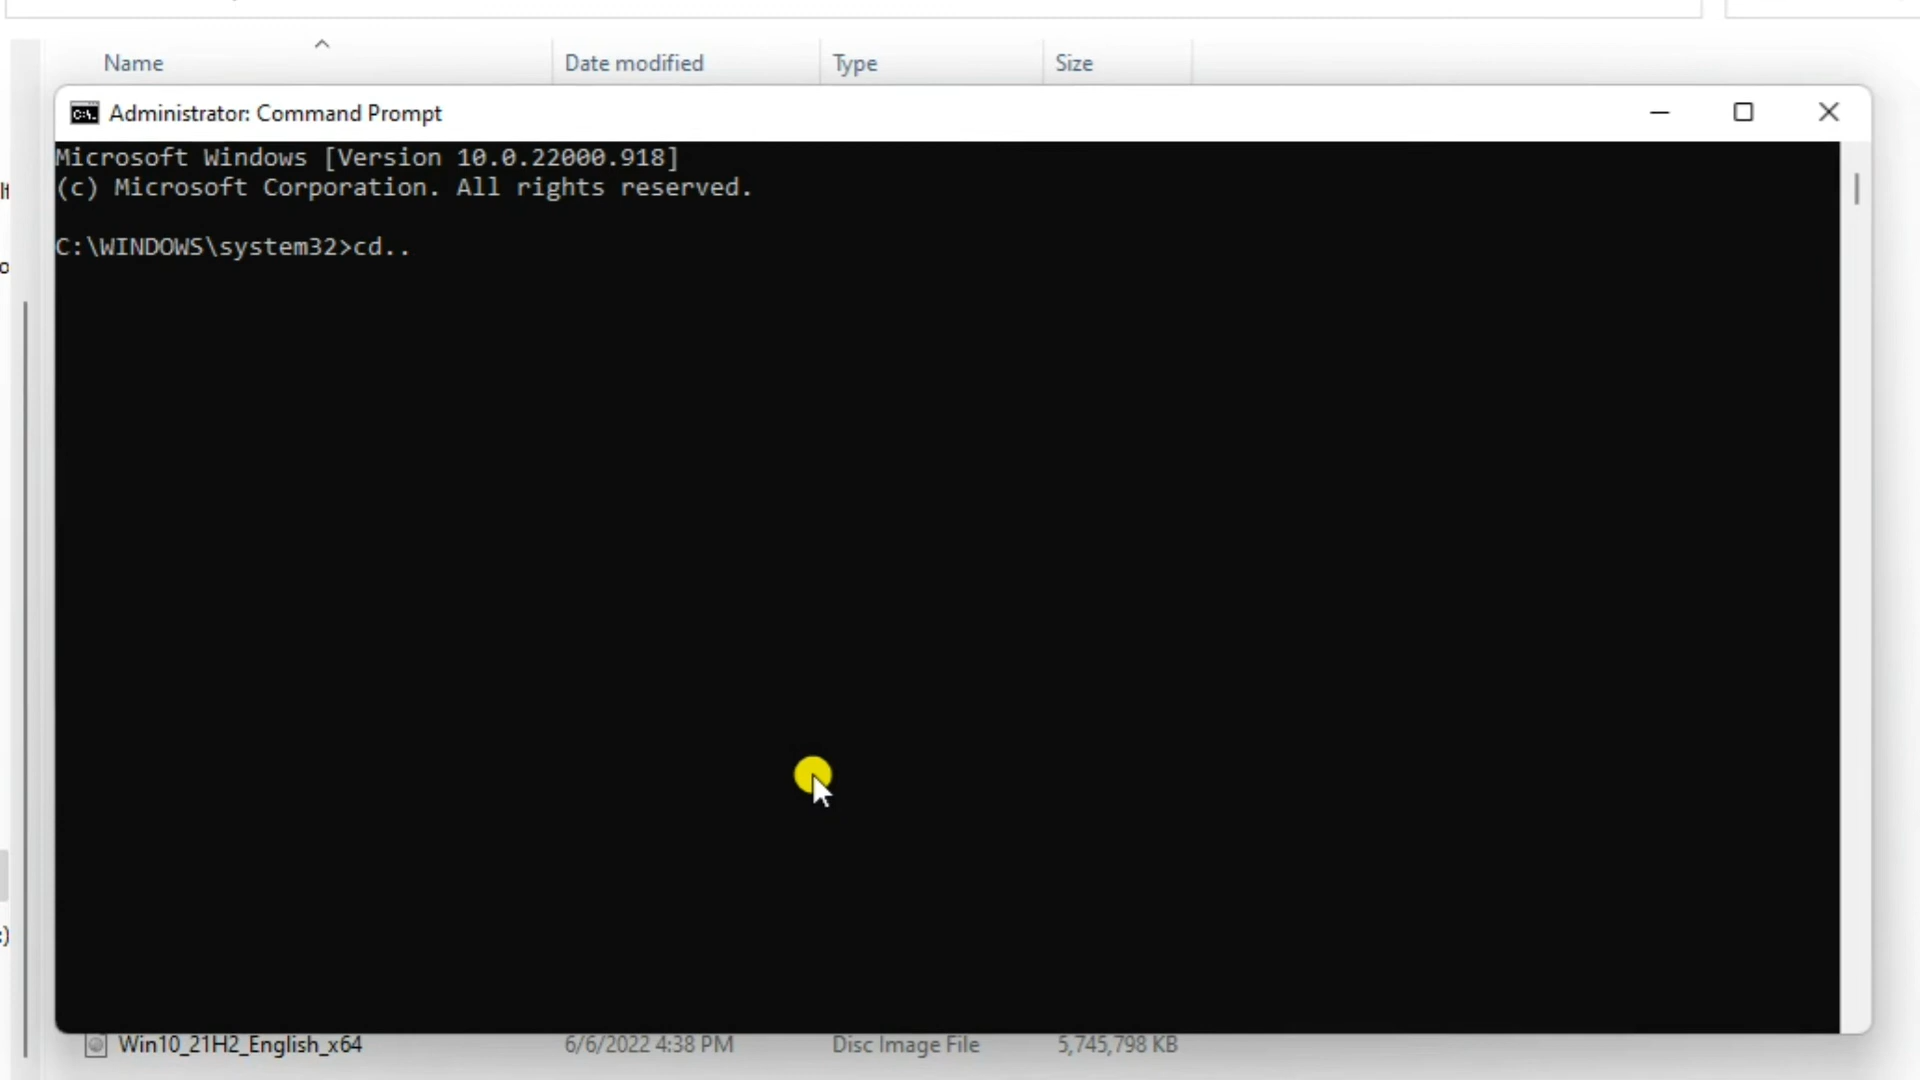 Name Date modified Type Size
Administrator: Command Prompt
Microsoft Windows [Version 10.0.22000.918]
(c) Microsoft Corporation. All rights reserved.
C:\WINDOWS\system32>cd..
Win10_21H2_English_x64 6/6/2022 4:38 PM Disc Image File 5,745,798 KB